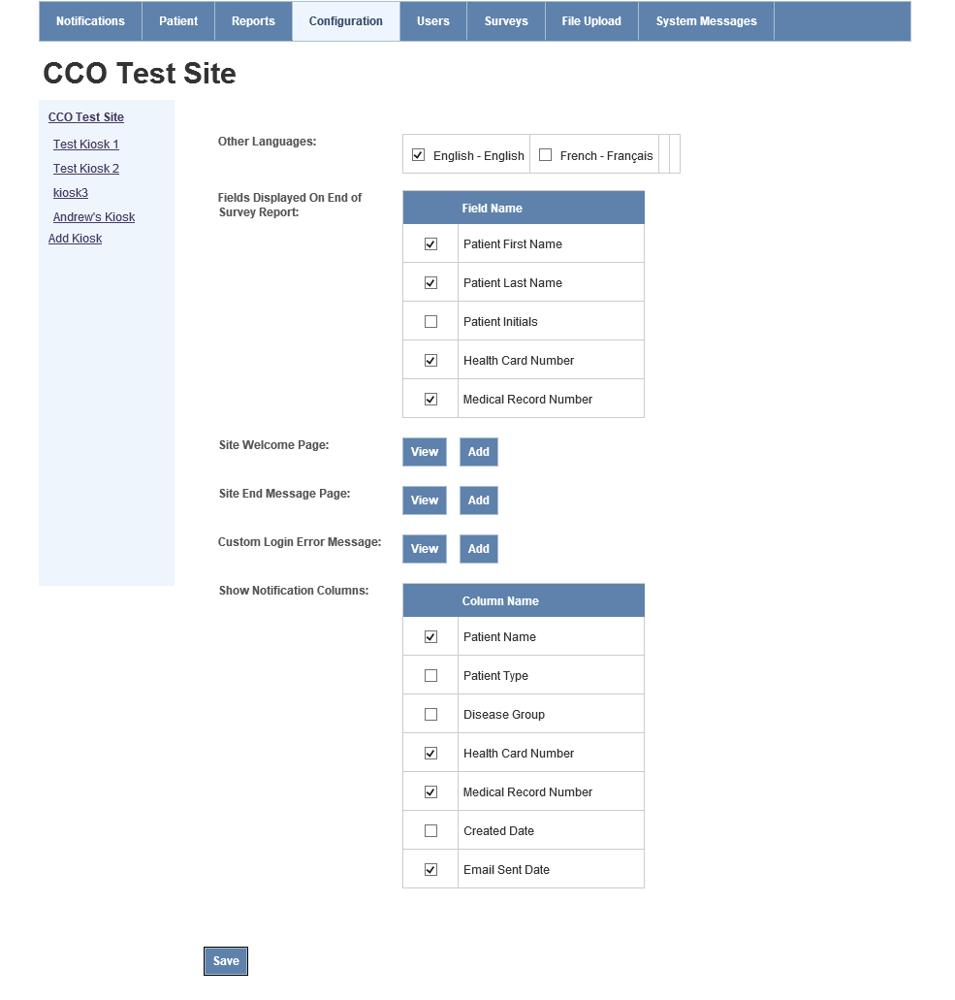 Notifications Patient Reports Configuration Users Surveys File Upload System Messages
CCO Test Site
CCO Test Site
Test Kiosk 1
Test Kiosk 2
kiosk3
Andrew's Kiosk
Add Kiosk
Other Languages:
English - English French - Français
Fields Displayed On End of
Survey Report:
Field Name
Patient First Name
Patient Last Name
Patient Initials
Health Card Number
Medical Record Number
Site Welcome Page: View Add
Site End Message Page: View Add
Custom Login Error Message: View Add
Show Notification Columns:
Column Name
Patient Name
Patient Type
Disease Group
Health Card Number
Medical Record Number
Created Date
Email Sent Date
Save